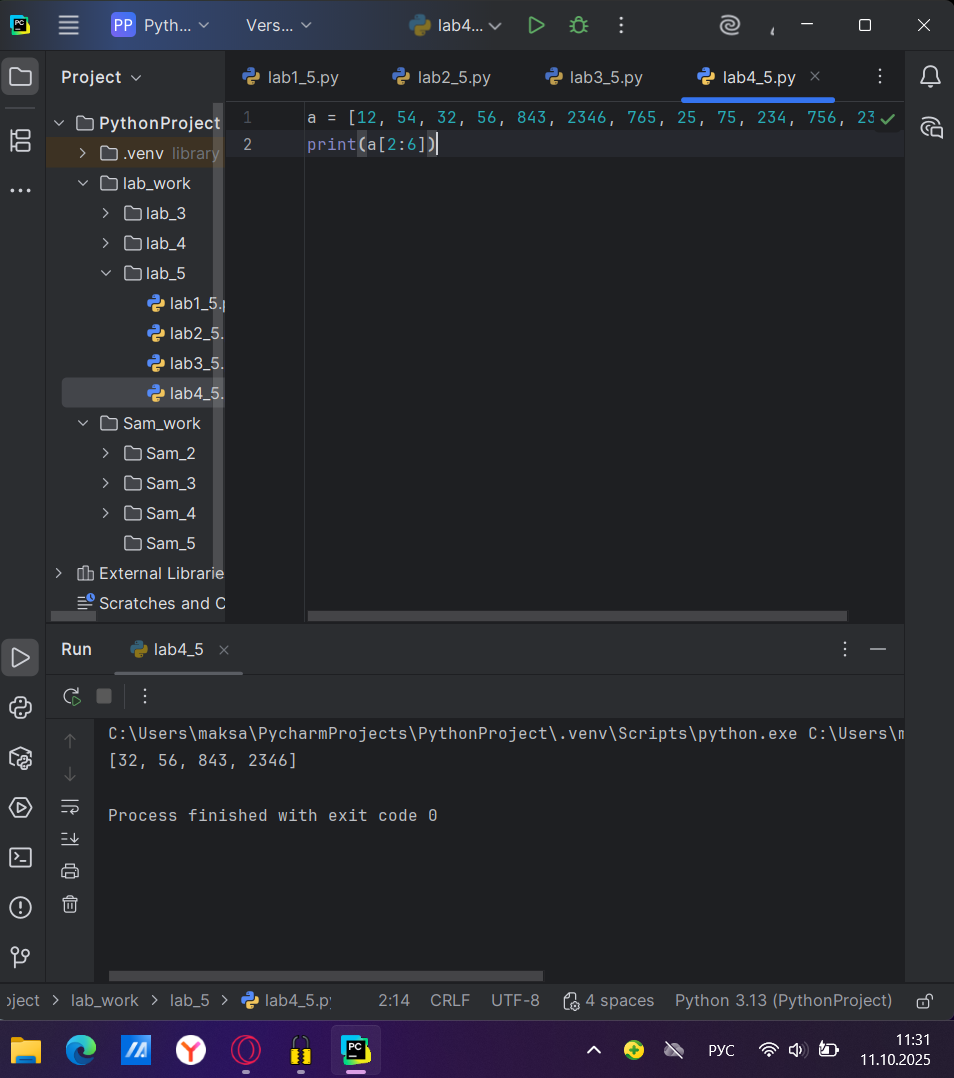 PP Pyth... Vers... lab4...
Project
lab1_5.py lab2_5.py lab3_5.py lab4_5.py
PythonProject
.venv library
lab_work
lab_3
lab_4
lab_5
lab1_5.p
lab2_5.
lab3_5.
lab4_5.
Sam_work
Sam_2
Sam_3
Sam_4
Sam_5
External Librarie
Scratches and C
1 a = [12, 54, 32, 56, 843, 2346, 765, 25, 75, 234, 756, 23
2 print(a[2:6])
Run lab4_5
C:\Users\maksa\PycharmProjects\PythonProject\.venv\Scripts\python.exe C:\Users\m
[32, 56, 843, 2346]
Process finished with exit code 0
oject > lab_work > lab_5 > lab4_5.py 2:14 CRLF UTF-8 4 spaces Python 3.13 (PythonProject)
PC РУС 11:31
11.10.2025